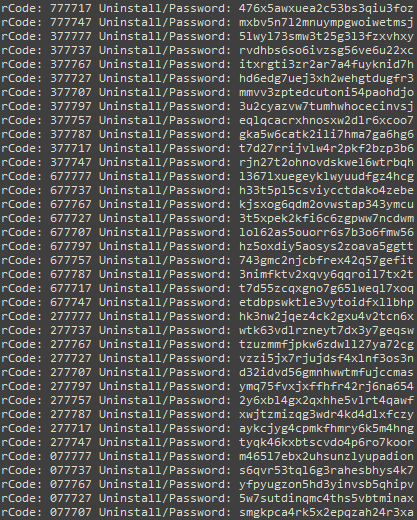 rCode: 777717 Uninstall/Password: 476x5awxuea2c53bs3qiu3foz
rCode: 777747 Uninstall/Password: mxbv5n7l2mnuympgwoiwetmsj
rCode: 377777 Uninstall/Password: 5lwyl73smw3t25g3l3fzxvhxy
rCode: 377737 Uninstall/Password: rvdhbs6so6ivzsg56ve6u22xc
rCode: 377767 Uninstall/Password: itxrgti3zr2ar7a4fuyknid7h
rCode: 377727 Uninstall/Password: hd6edg7uej3xh2wehgtdugfr3
rCode: 377707 Uninstall/Password: mmvv3zptedcutoni54paohdjo
rCode: 377797 Uninstall/Password: 3u2cyazvw7tumhwhocecinvsj
rCode: 377757 Uninstall/Password: eqlqcacrxhnosxw2dlr6xcoo7
rCode: 377787 Uninstall/Password: gka5w6catk2ili7hma7ga6hg6
rCode: 377717 Uninstall/Password: t7d27rrijvlw4r2pkf2bzp3b6
rCode: 377747 Uninstall/Password: rjn27t2ohnovdskwel6wtrbqh
rCode: 677777 Uninstall/Password: l367lxuegeyklwyuudfgz4hcg
rCode: 677737 Uninstall/Password: h33t5pl5csviycctdako4zebe
rCode: 677767 Uninstall/Password: kjsxog6qdm2ovwstap343ymcu
rCode: 677727 Uninstall/Password: 3t5xpek2kfi6c6zgpww7ncdwm
rCode: 677707 Uninstall/Password: lol62as5ouorr6s7b3o6fmw56
rCode: 677797 Uninstall/Password: hz5oxdiy5aosys2zoava5ggtt
rCode: 677757 Uninstall/Password: 743gmc2njcbfrex42q57gefit
rCode: 677787 Uninstall/Password: 3nimfktv2xqvy6qqroil7tx2t
rCode: 677717 Uninstall/Password: t7d55zcqxgno7g65lweql7xoq
rCode: 677747 Uninstall/Password: etdbpswktle3vytoidfxllbhp
rCode: 277777 Uninstall/Password: hk3nw2jqez4ck2gxu4v2tcn6x
rCode: 277737 Uninstall/Password: wtk63vdlrzneyt7dx3y7geqsw
rCode: 277767 Uninstall/Password: tzuzmmfjpkw6zdwll27ya72cg
rCode: 277727 Uninstall/Password: vzzi5jx7rjujdsf4xlnf3os3n
rCode: 277707 Uninstall/Password: d32idvd56gmnhwwtmfujccmas
rCode: 277797 Uninstall/Password: ymq75fvxjxffhfr42rj6na654
rCode: 277757 Uninstall/Password: 2y6xbl4gx2qxhhe5vlrt4qawf
rCode: 277787 Uninstall/Password: xwjtzmizqg3wdr4kd4dlxfczy
rCode: 277717 Uninstall/Password: aykcjyg4cpmkfhmry6k5m4hng
rCode: 277747 Uninstall/Password: tyqk46kxbtscvdo4p6ro7koor
rCode: 077777 Uninstall/Password: m465l7ebx2uhsunzlyupadion
rCode: 077737 Uninstall/Password: s6qvr53tql6g3rahesbhys4k7
rCode: 077767 Uninstall/Password: yfpyugzon5hd3yinvsb5qhipv
rCode: 077727 Uninstall/Password: 5w7sutdinqmc4ths5vbtminax
rCode: 077707 Uninstall/Password: smgkpca4rk5x2epqzah24r3xa